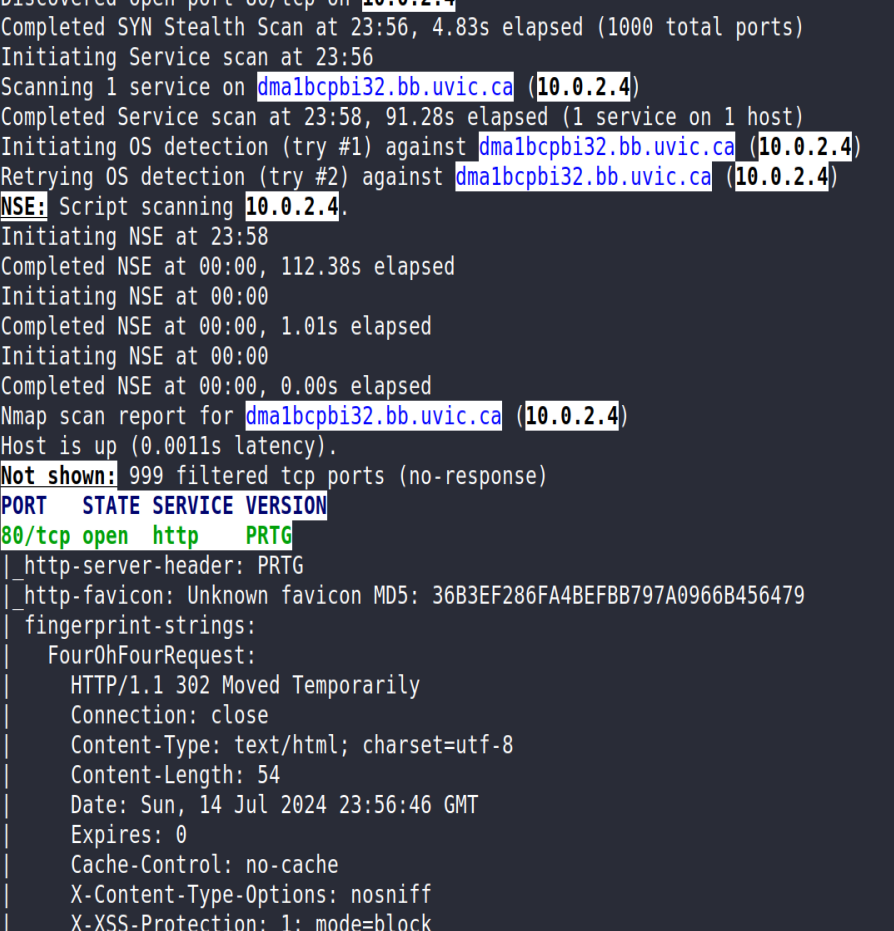 Discovered open port 80/tcp on 10.0.2.4
Completed SYN Stealth Scan at 23:56, 4.83s elapsed (1000 total ports)
Initiating Service scan at 23:56
Scanning 1 service on dma1bcpbi32.bb.uvic.ca (10.0.2.4)
Completed Service scan at 23:58, 91.28s elapsed (1 service on 1 host)
Initiating OS detection (try #1) against dma1bcpbi32.bb.uvic.ca (10.0.2.4)
Retrying OS detection (try #2) against dma1bcpbi32.bb.uvic.ca (10.0.2.4)
NSE: Script scanning 10.0.2.4.
Initiating NSE at 23:58
Completed NSE at 00:00, 112.38s elapsed
Initiating NSE at 00:00
Completed NSE at 00:00, 1.01s elapsed
Initiating NSE at 00:00
Completed NSE at 00:00, 0.00s elapsed
Nmap scan report for dma1bcpbi32.bb.uvic.ca (10.0.2.4)
Host is up (0.0011s latency).
Not shown: 999 filtered tcp ports (no-response)
PORT   STATE SERVICE VERSION
80/tcp open  http    PRTG
|_http-server-header: PRTG
|_http-favicon: Unknown favicon MD5: 36B3EF286FA4BEFBB797A0966B456479
| fingerprint-strings:
|   FourOhFourRequest:
|     HTTP/1.1 302 Moved Temporarily
|     Connection: close
|     Content-Type: text/html; charset=utf-8
|     Content-Length: 54
|     Date: Sun, 14 Jul 2024 23:56:46 GMT
|     Expires: 0
|     Cache-Control: no-cache
|     X-Content-Type-Options: nosniff
|     X-XSS-Protection: 1; mode=block